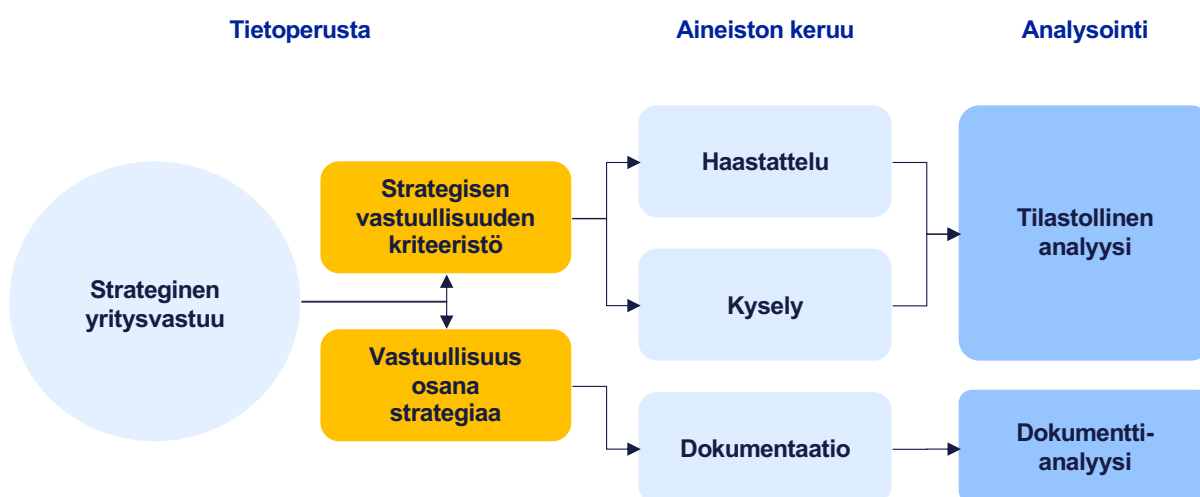 Tietoperusta
Aineiston keruu
Analysointi
Strateginen
yritysvastuu
Strategisen
vastuullisuuden
kriteeristö
Vastuullisuus
osana
strategiaa
Haastattelu
Kysely
Dokumentaatio
Tilastollinen
analyysi
Dokumentti-
analyysi